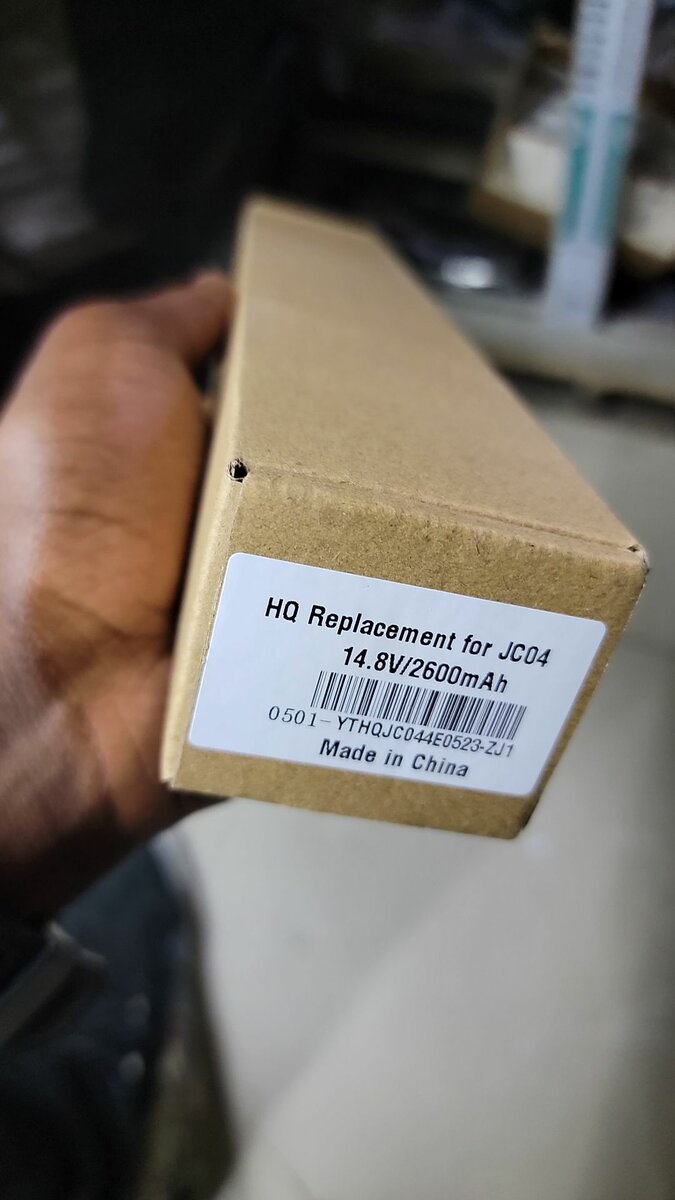 HQ Replacement for JC04
14.8V/2600mAh
0501-YTHQJC044E0523-ZJ1
Made in China